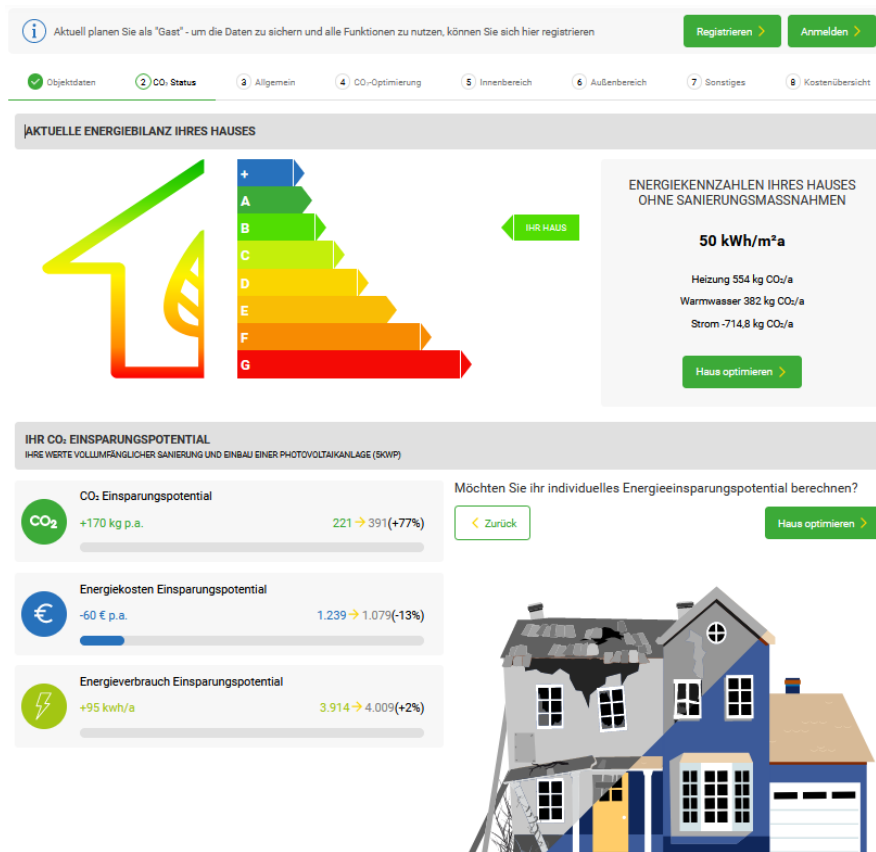 Aktuell planen Sie als "Gast" - um die Daten zu sichern und alle Funktionen zu nutzen, können Sie sich hier registrieren
Registrieren
Anmelden
Objektdaten
2 CO₂ Status
3 Allgemein
4 CO₂-Optimierung
5 Innenbereich
6 Außenbereich
7 Sonstiges
8 Kostenübersicht
AKTUELLE ENERGIEBILANZ IHRES HAUSES
+
A
B
C
D
E
F
G
IHR HAUS
ENERGIEKENNZAHLEN IHRES HAUSES
OHNE SANIERUNGSMASSNAHMEN
50 kWh/m²a
Heizung 554 kg CO₂/a
Warmwasser 382 kg CO₂/a
Strom -714,8 kg CO₂/a
Haus optimieren
IHR CO₂ EINSPARUNGSPOTENTIAL
IHRE WERTE VOLLUMFÄNGLICHER SANIERUNG UND EINBAU EINER PHOTOVOLTAIKANLAGE (5KWP)
CO₂
CO₂ Einsparungspotential
+170 kg p.a.
221 → 391(+77%)
€
Energiekosten Einsparungspotential
-60 € p.a.
1.239 → 1.079(-13%)
Energieverbrauch Einsparungspotential
+95 kwh/a
3.914 → 4.009(+2%)
Möchten Sie ihr individuelles Energieeinsparungspotential berechnen?
Zurück
Haus optimieren